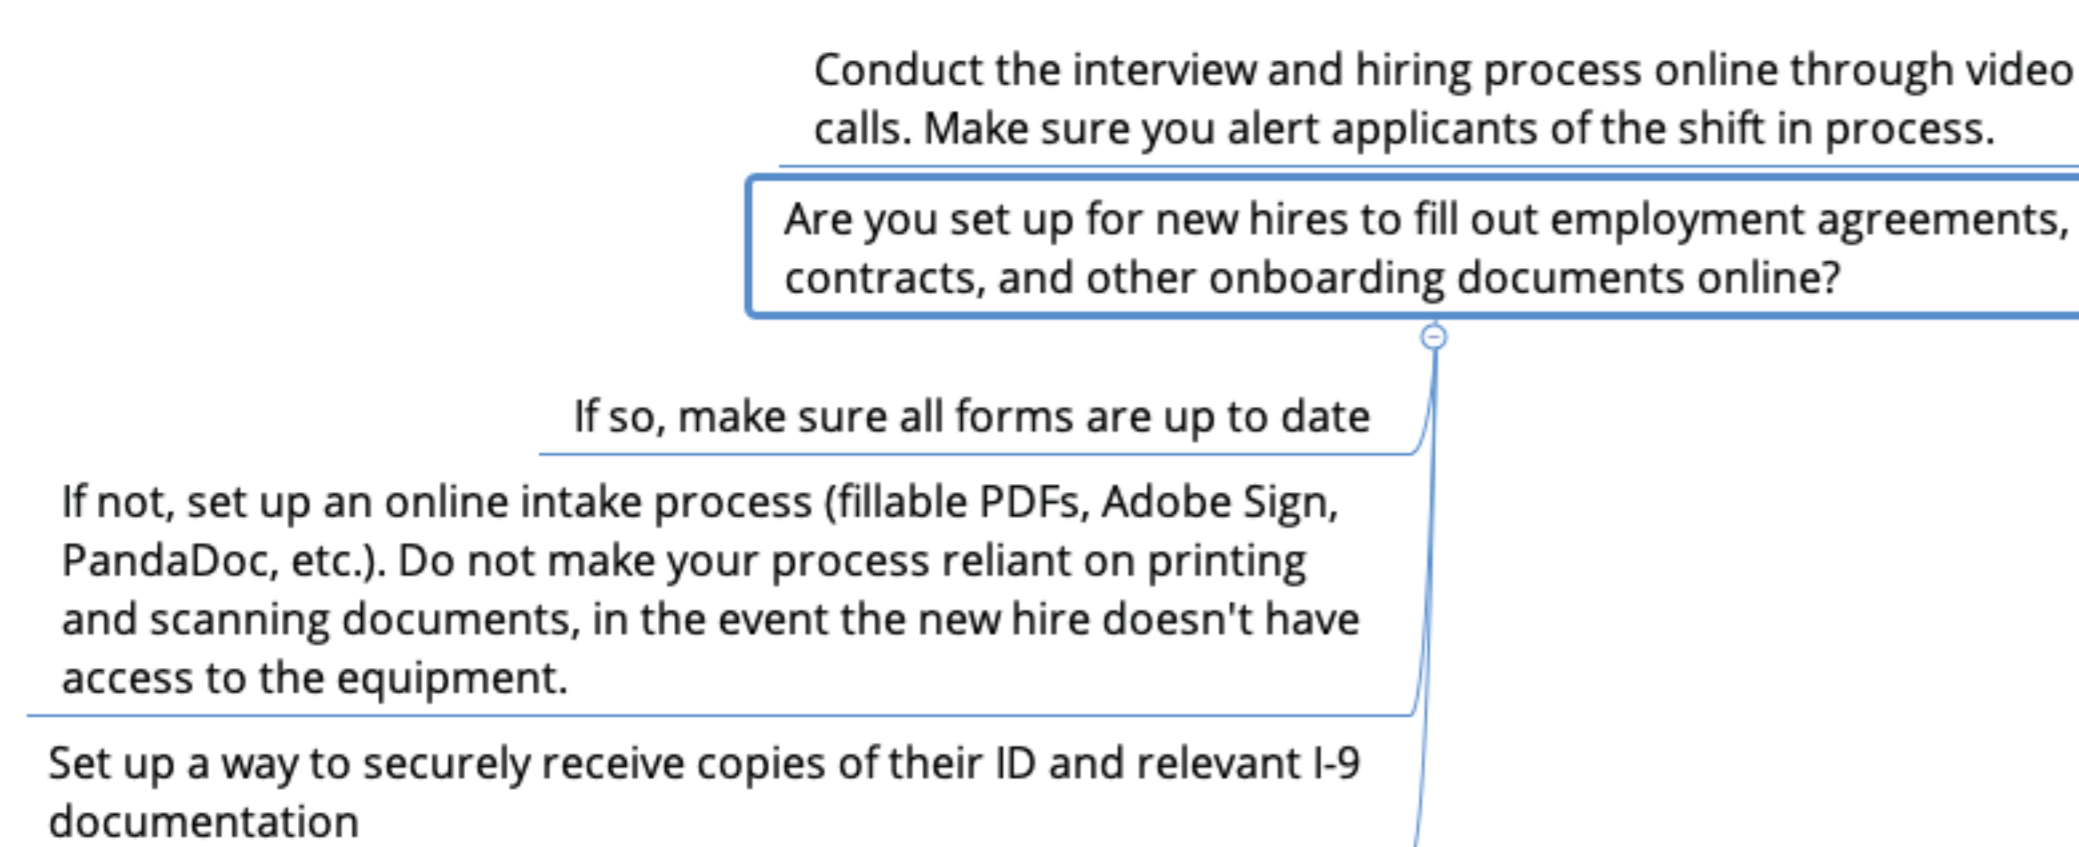 Conduct the interview and hiring process online through video
calls. Make sure you alert applicants of the shift in process.
Are you set up for new hires to fill out employment agreements,
contracts, and other onboarding documents online?
If so, make sure all forms are up to date
If not, set up an online intake process (fillable PDFs, Adobe Sign,
PandaDoc, etc.). Do not make your process reliant on printing
and scanning documents, in the event the new hire doesn't have
access to the equipment.
Set up a way to securely receive copies of their ID and relevant I-9
documentation